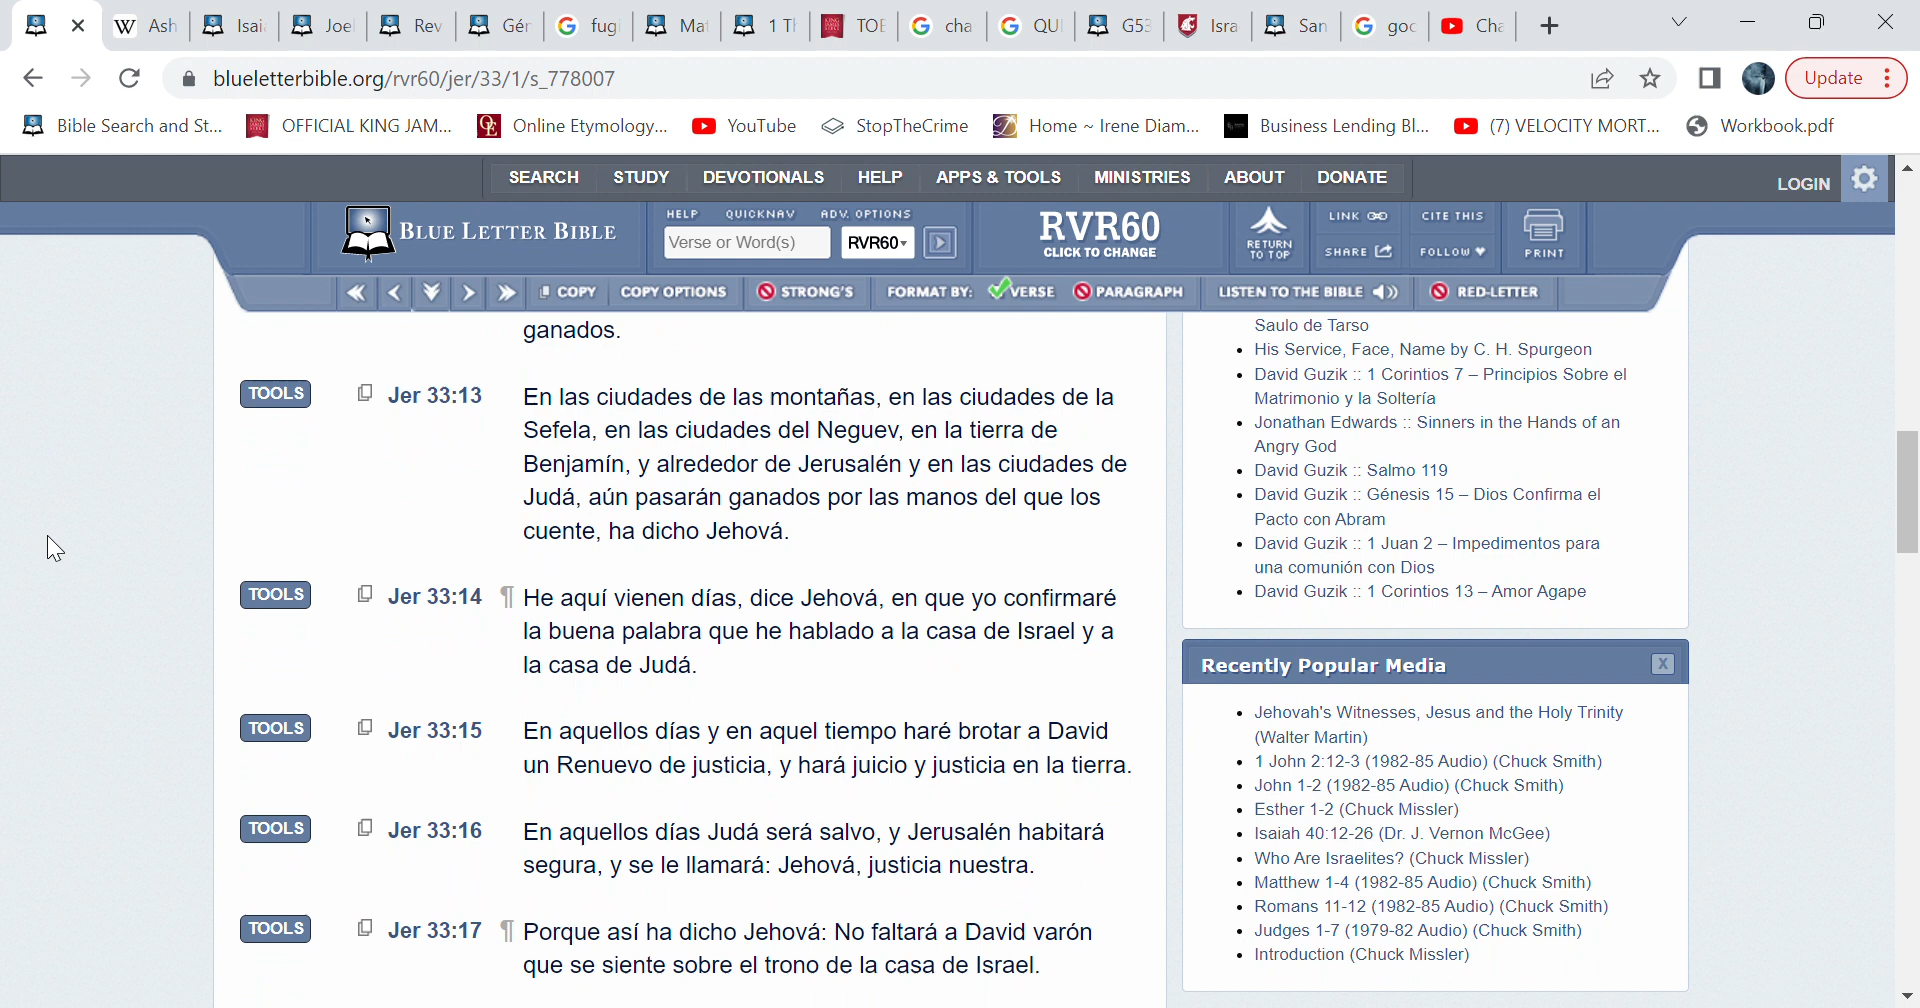 Ash
Isai
Joel
Rev
Gén
fugi
Mat
1 Th
TOB
cha
QUI
G53
Isra
San
goo
Cha
blueletterbible.org/rvr60/jer/33/1/s_778007
Update
Bible Search and St...
OFFICIAL KING JAM...
Online Etymology...
YouTube
StopTheCrime
Home ~ Irene Diam...
Business Lending Bl...
(7) VELOCITY MORT...
Workbook.pdf
SEARCH STUDY DEVOTIONALS HELP APPS & TOOLS MINISTRIES ABOUT DONATE
LOGIN
BLUE LETTER BIBLE
HELP QUICKNAV ADV. OPTIONS
Verse or Word(s)
RVR60
RVR60
CLICK TO CHANGE
RETURN
TO TOP
LINK
SHARE
CITE THIS
FOLLOW
PRINT
COPY COPY OPTIONS STRONG'S FORMAT BY: VERSE PARAGRAPH LISTEN TO THE BIBLE RED-LETTER
ganados.
TOOLS Jer 33:13 En las ciudades de las montañas, en las ciudades de la
Sefela, en las ciudades del Neguev, en la tierra de
Benjamín, y alrededor de Jerusalén y en las ciudades de
Judá, aún pasarán ganados por las manos del que los
cuente, ha dicho Jehová.
TOOLS Jer 33:14 ¶ He aquí vienen días, dice Jehová, en que yo confirmaré
la buena palabra que he hablado a la casa de Israel y a
la casa de Judá.
TOOLS Jer 33:15 En aquellos días y en aquel tiempo haré brotar a David
un Renuevo de justicia, y hará juicio y justicia en la tierra.
TOOLS Jer 33:16 En aquellos días Judá será salvo, y Jerusalén habitará
segura, y se le llamará: Jehová, justicia nuestra.
TOOLS Jer 33:17 ¶ Porque así ha dicho Jehová: No faltará a David varón
que se siente sobre el trono de la casa de Israel.
Saulo de Tarso
• His Service, Face, Name by C. H. Spurgeon
• David Guzik :: 1 Corintios 7 – Principios Sobre el
Matrimonio y la Soltería
• Jonathan Edwards :: Sinners in the Hands of an
Angry God
• David Guzik :: Salmo 119
• David Guzik :: Génesis 15 – Dios Confirma el
Pacto con Abram
• David Guzik :: 1 Juan 2 – Impedimentos para
una comunión con Dios
• David Guzik :: 1 Corintios 13 – Amor Agape
Recently Popular Media
X
• Jehovah's Witnesses, Jesus and the Holy Trinity
(Walter Martin)
• 1 John 2:12-3 (1982-85 Audio) (Chuck Smith)
• John 1-2 (1982-85 Audio) (Chuck Smith)
• Esther 1-2 (Chuck Missler)
• Isaiah 40:12-26 (Dr. J. Vernon McGee)
• Who Are Israelites? (Chuck Missler)
• Matthew 1-4 (1982-85 Audio) (Chuck Smith)
• Romans 11-12 (1982-85 Audio) (Chuck Smith)
• Judges 1-7 (1979-82 Audio) (Chuck Smith)
• Introduction (Chuck Missler)